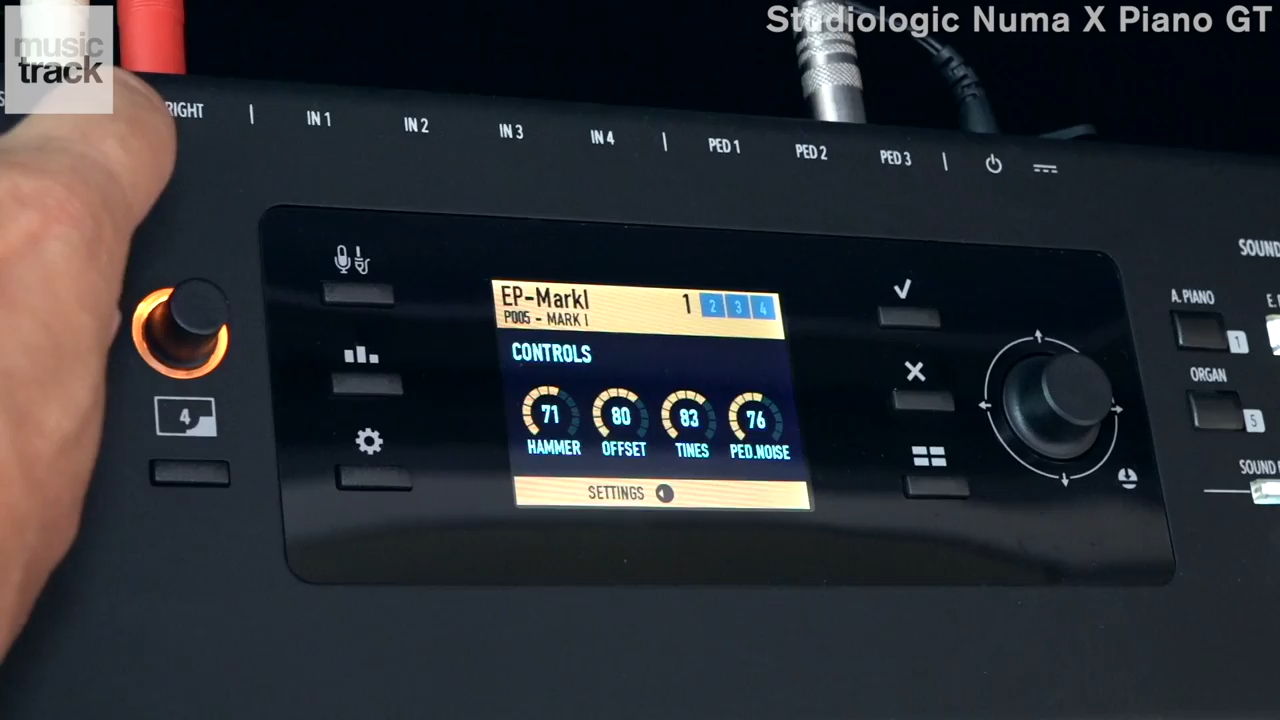 Studiologic Numa X Piano GT
music
track
RIGHT
IN 1
IN 2
IN 3
IN 4
PED 1
PED 2
PED 3
SOUND
A. PIANO
1
ORGAN
5
SOUND
4
EP-MarkI
1 2 3 4
P005 - MARK I
CONTROLS
71 80 83 76
HAMMER OFFSET TINES PED.NOISE
SETTINGS